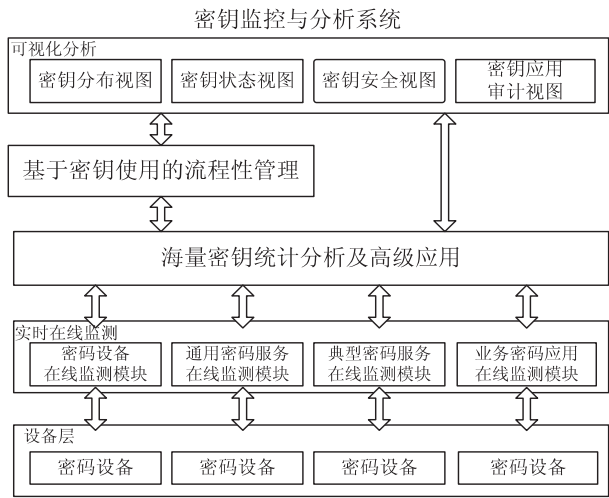 密钥监控与分析系统
可视化分析
密钥分布视图
密钥状态视图
密钥安全视图
密钥应用
审计视图
基于密钥使用的流程性管理
海量密钥统计分析及高级应用
实时在线监测
密码设备
在线监测模块
通用密码服务
在线监测模块
典型密码服务
在线监测模块
业务密码应用
在线监测模块
设备层
密码设备
密码设备
密码设备
密码设备